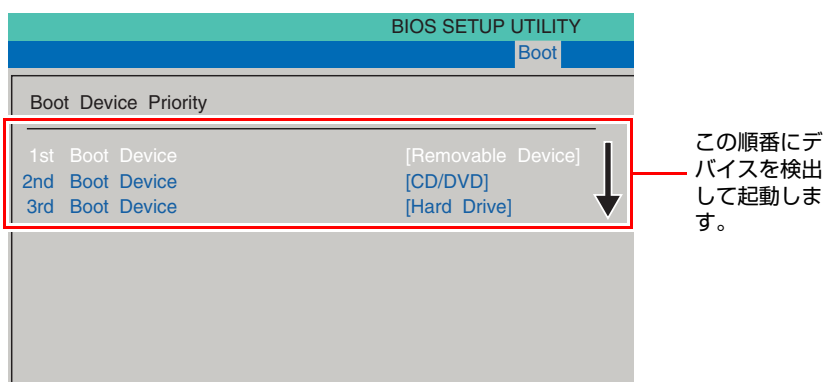 BIOS SETUP UTILITY
Boot
Boot Device Priority
1st Boot Device [Removable Device]
2nd Boot Device [CD/DVD]
3rd Boot Device [Hard Drive]
この順番にデ
バイスを検出
して起動しま
す。